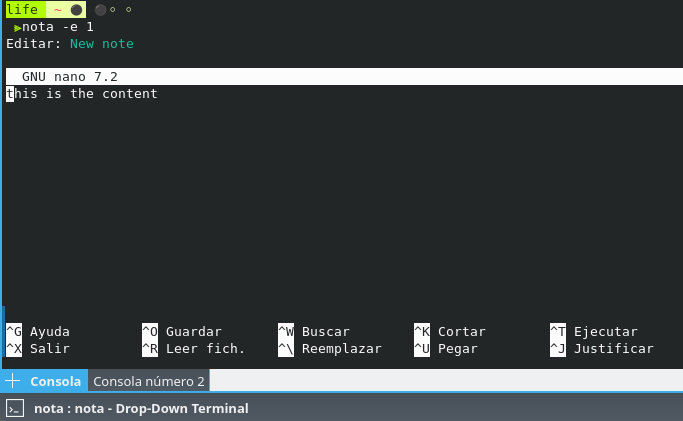 life ~
nota -e 1
Editar: New note
GNU nano 7.2
this is the content
^G Ayuda ^O Guardar ^W Buscar ^K Cortar ^T Ejecutar
^X Salir ^R Leer fich. ^\ Reemplazar ^U Pegar ^J Justificar
Consola Consola número 2
nota : nota - Drop-Down Terminal